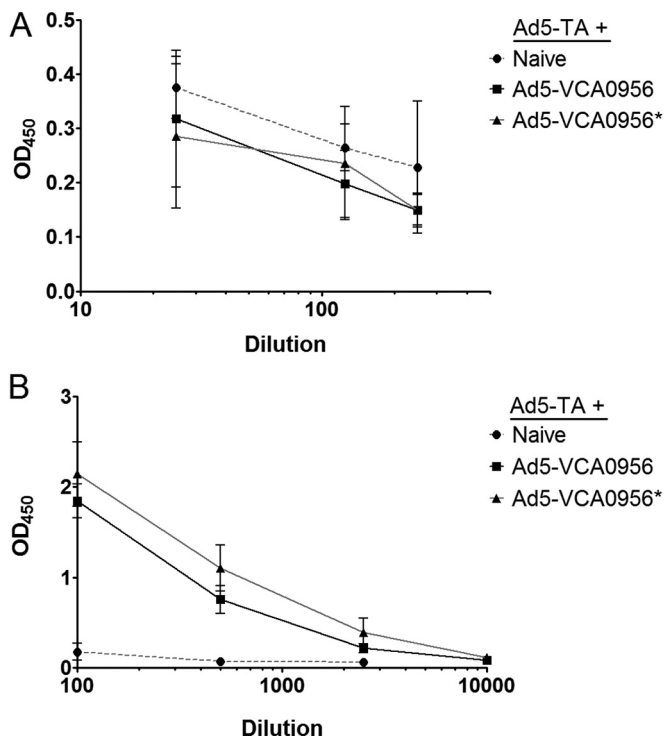 A
Ad5-TA +
Naive
Ad5-VCA0956
Ad5-VCA0956*
OD450
0.5
0.4
0.3
0.2
0.1
0.0
10
100
Dilution
B
Ad5-TA +
Naive
Ad5-VCA0956
Ad5-VCA0956*
OD450
3
2
1
0
100
1000
10000
Dilution